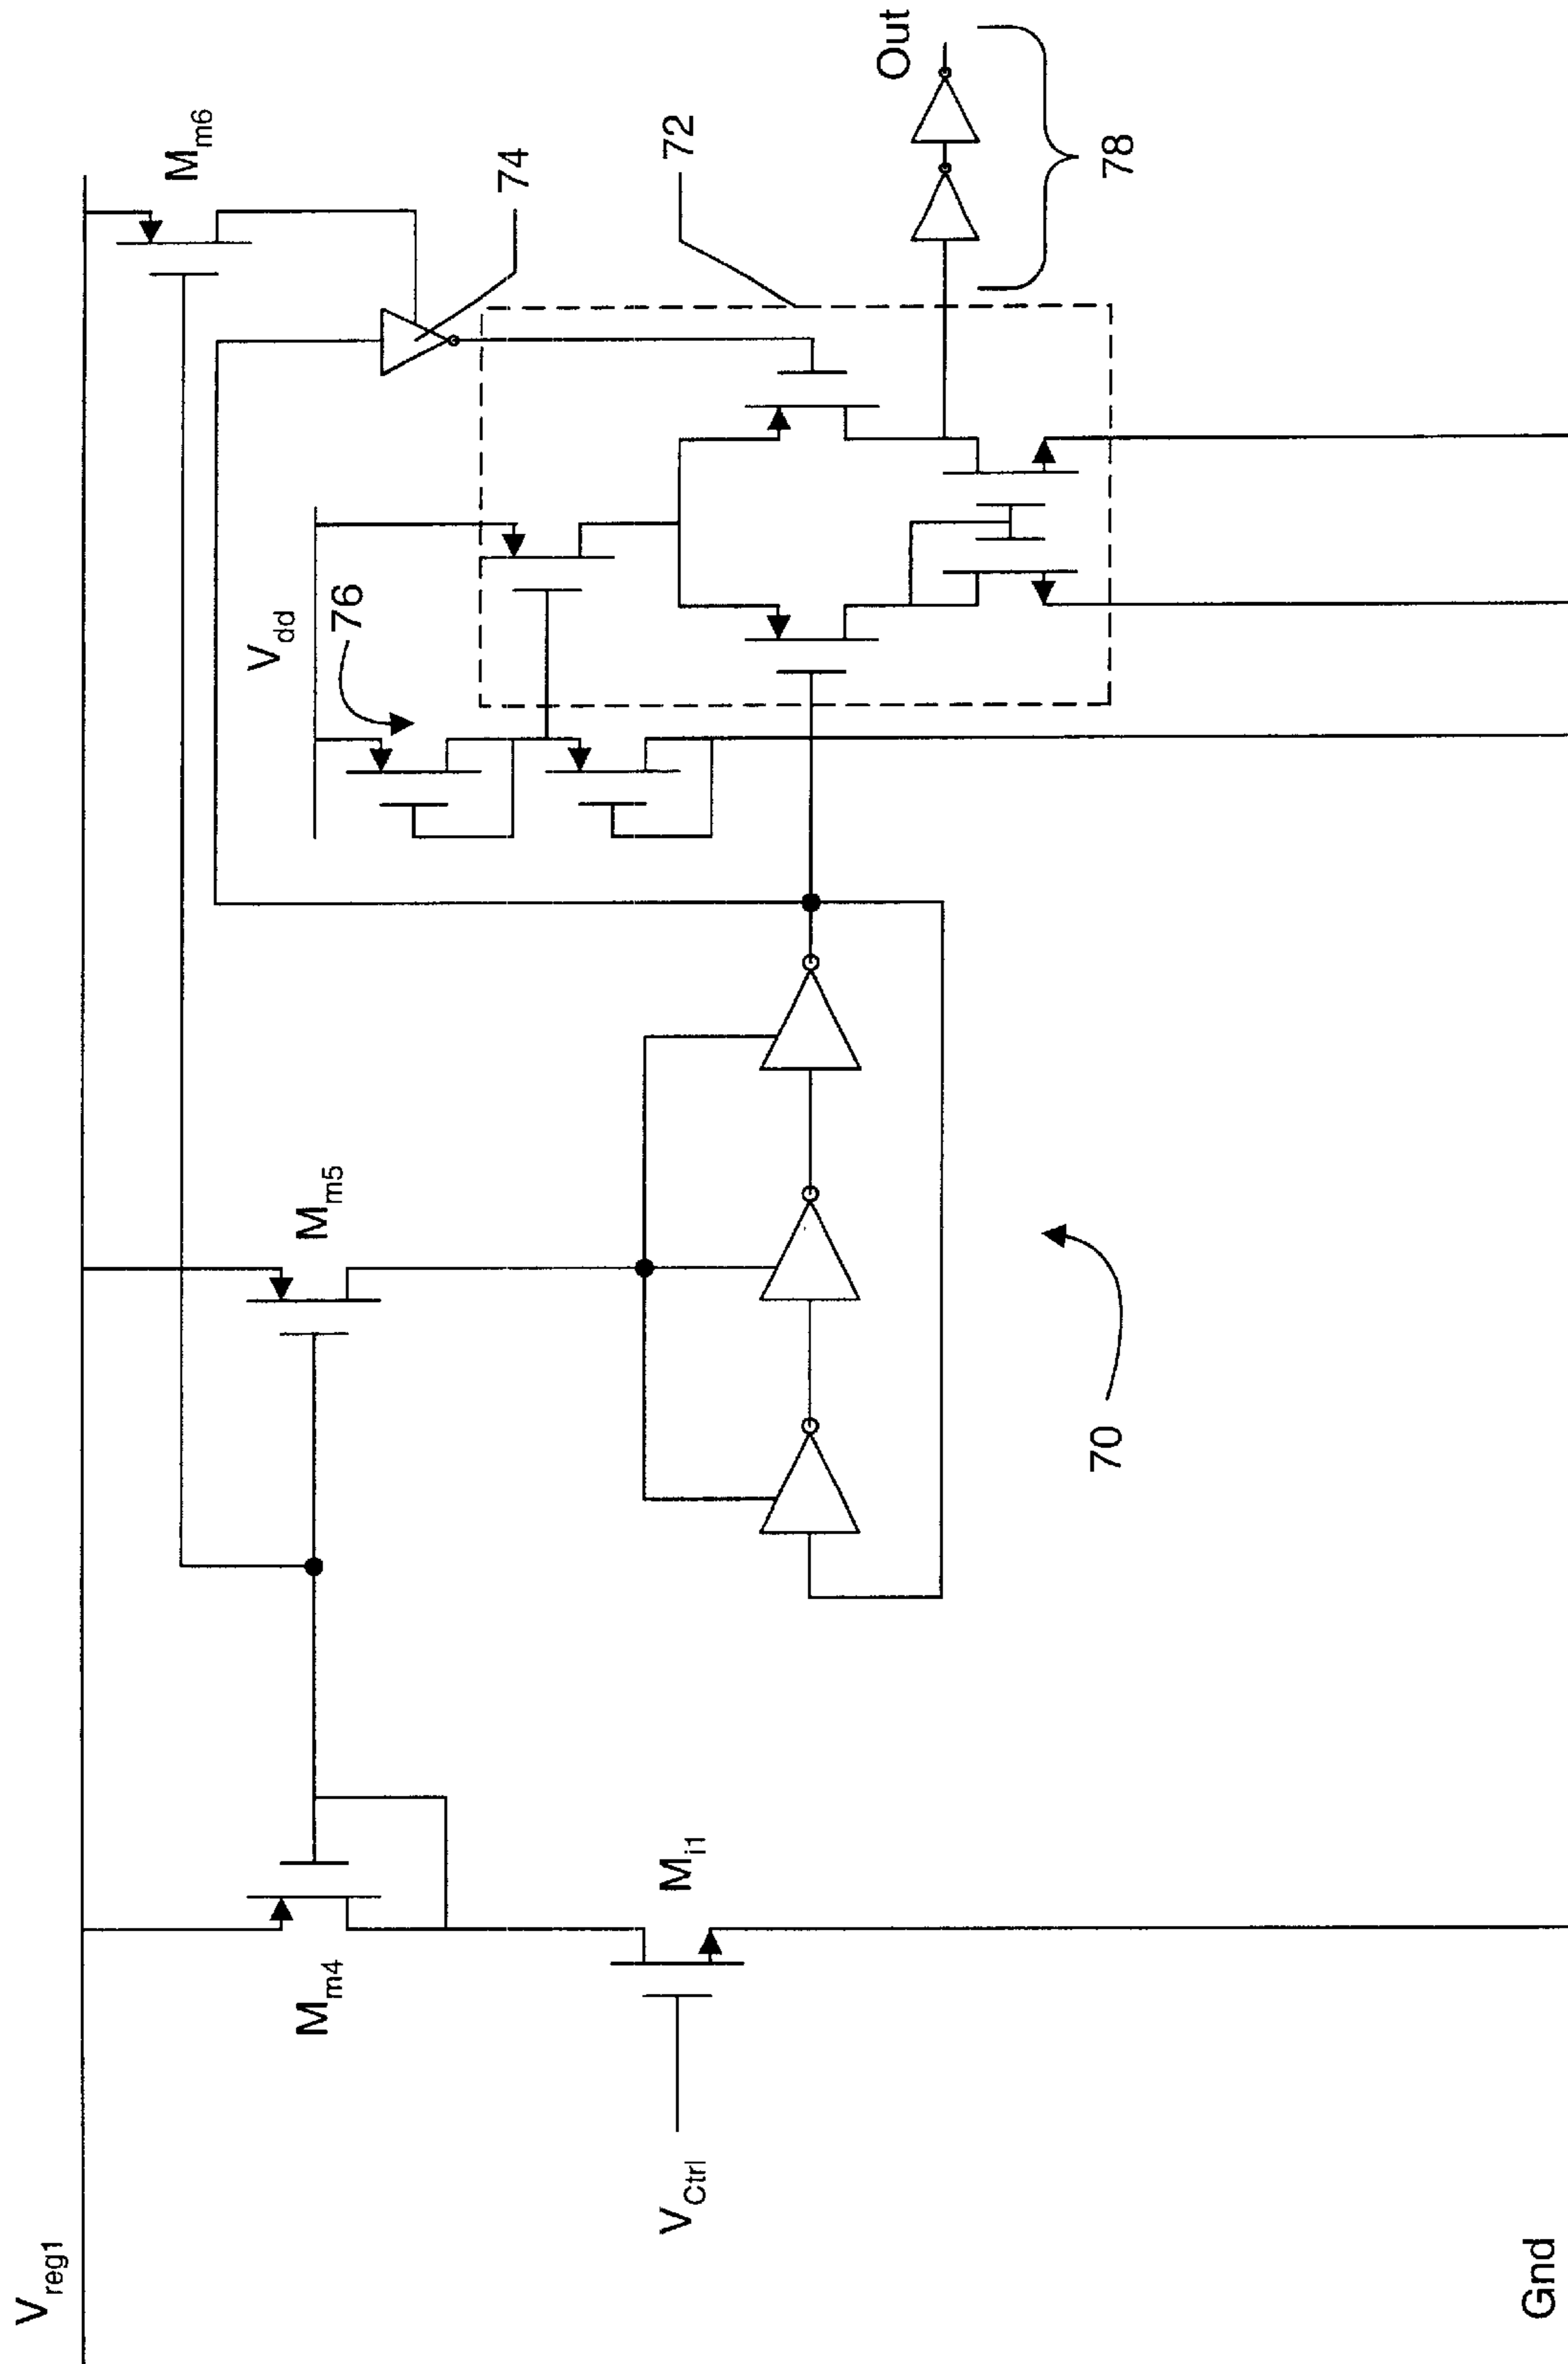 V_reg1
M_m4
M_m5
M_m6
V_Ctrl
M_i1
70
V_dd
76
74
72
Out
78
Gnd